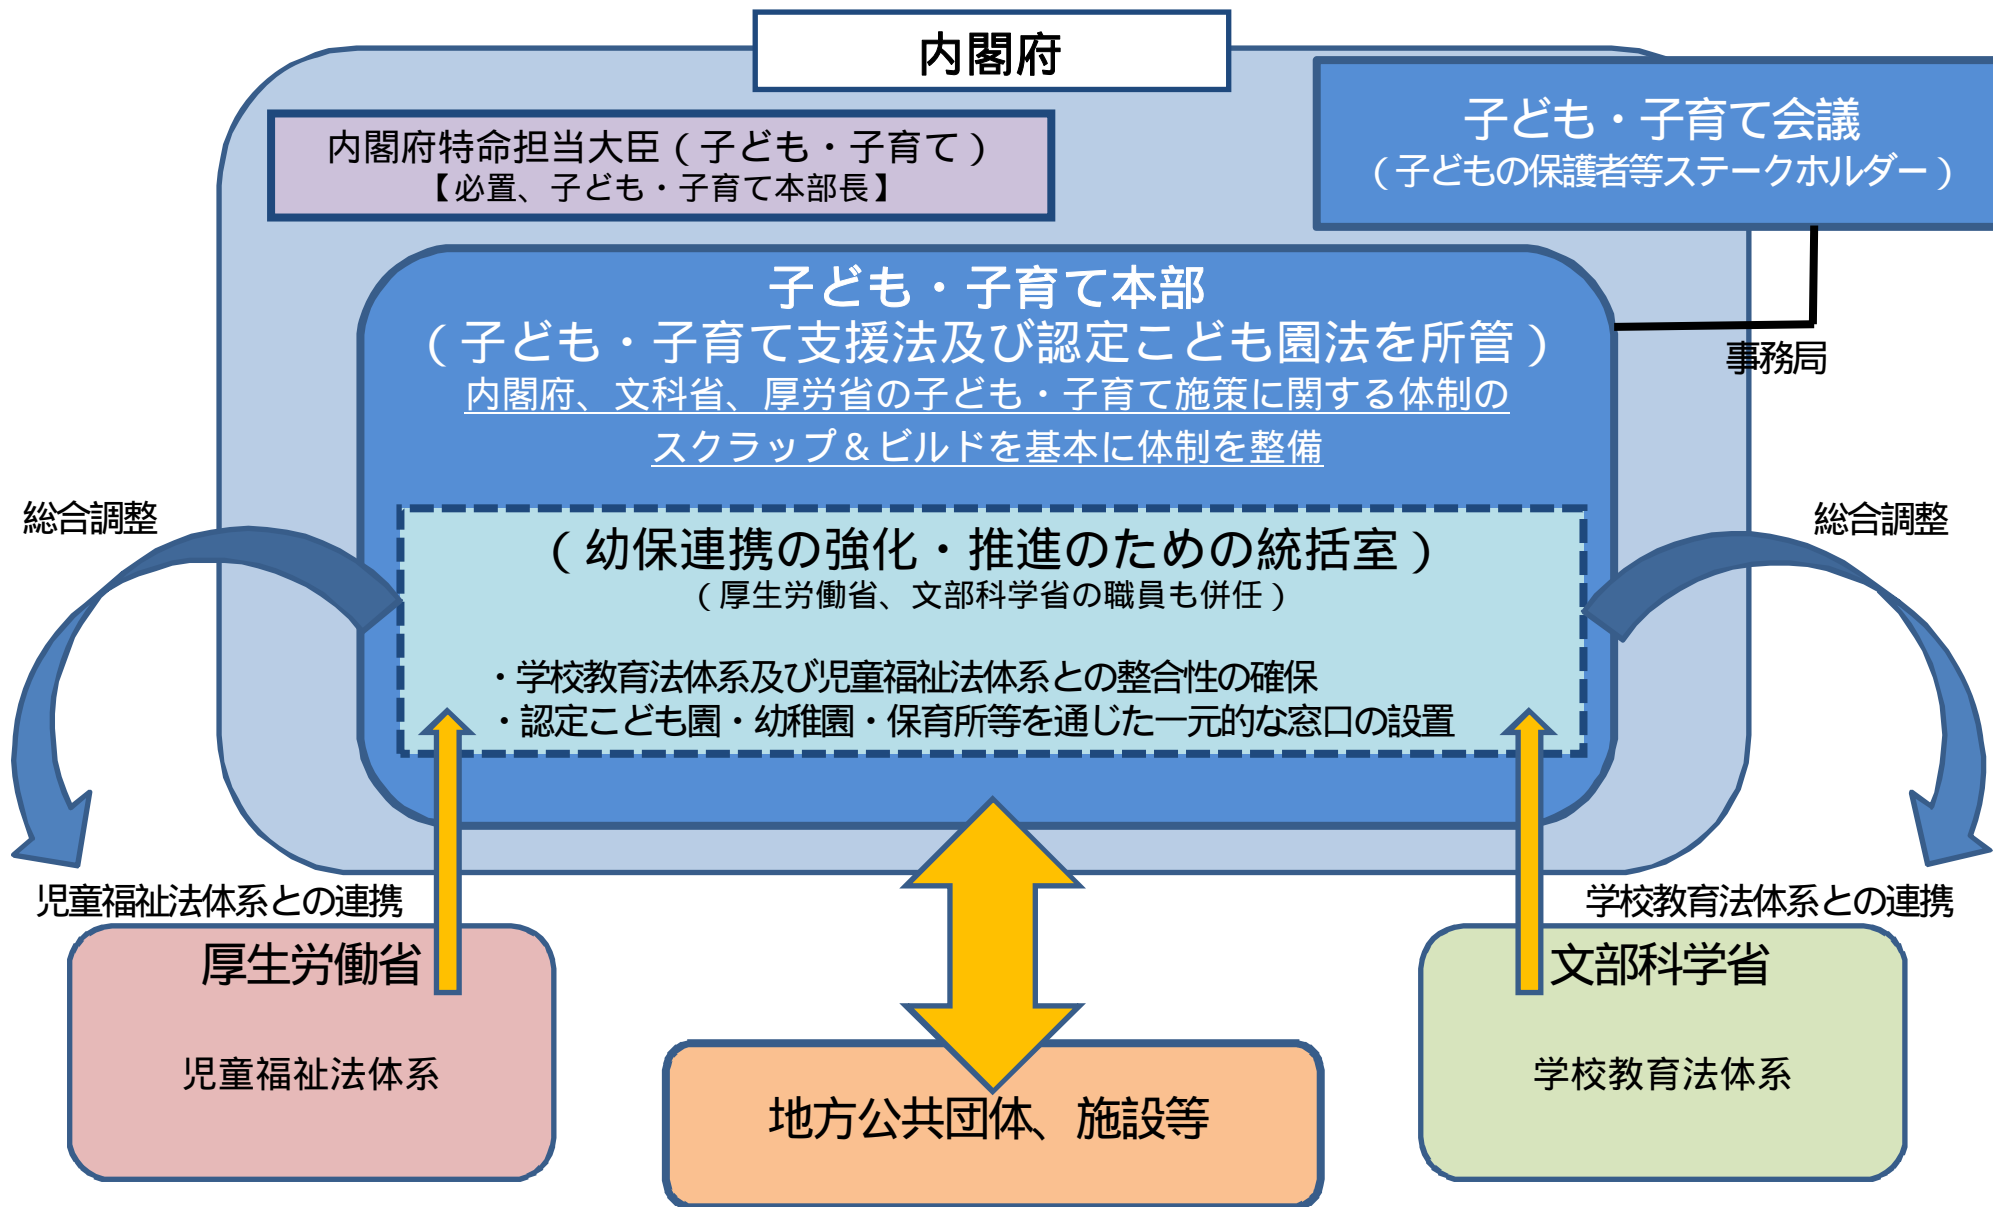 内閣府
内閣府特命担当大臣（子ども・子育て）
【必置、子ども・子育て本部長】
子ども・子育て会議
（子どもの保護者等ステークホルダー）
子ども・子育て本部
（子ども・子育て支援法及び認定こども園法を所管）
内閣府、文科省、厚労省の子ども・子育て施策に関する体制の
スクラップ＆ビルドを基本に体制を整備
事務局
総合調整
総合調整
（幼保連携の強化・推進のための統括室）
（厚生労働省、文部科学省の職員も併任）
・学校教育法体系及び児童福祉法体系との整合性の確保
・認定こども園・幼稚園・保育所等を通じた一元的な窓口の設置
児童福祉法体系との連携
学校教育法体系との連携
厚生労働省
児童福祉法体系
地方公共団体、施設等
文部科学省
学校教育法体系